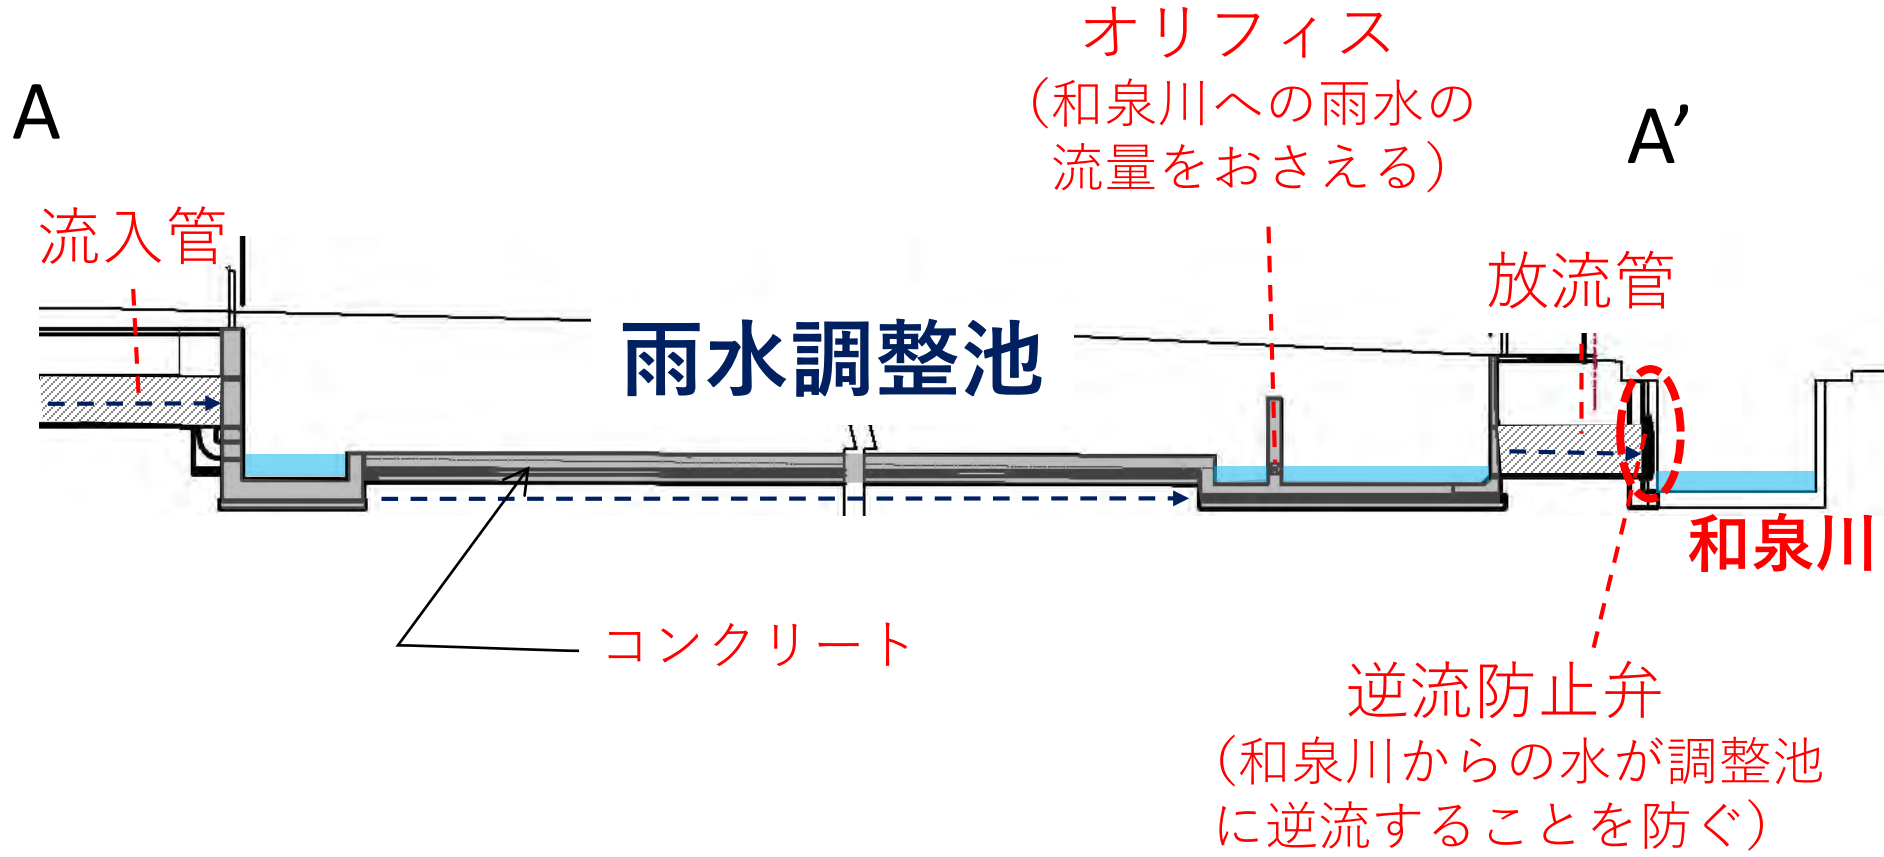 オリフィス
（和泉川への雨水の
流量をおさえる）
A
A’
流入管
放流管
雨水調整池
和泉川
コンクリート
逆流防止弁
（和泉川からの水が調整池
に逆流することを防ぐ）